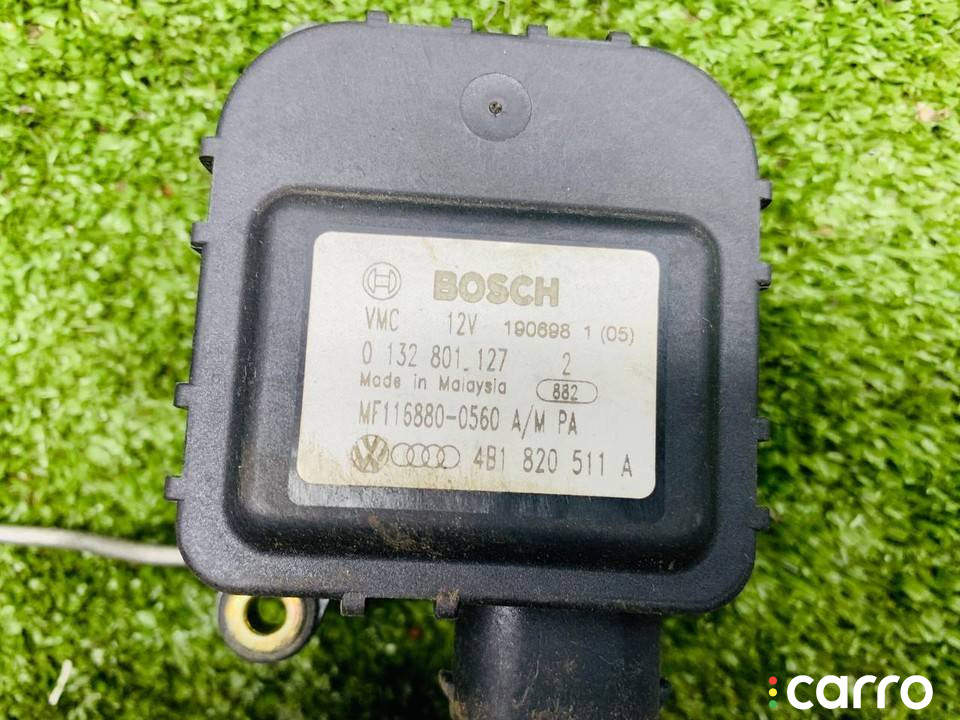 BOSCH
VMC 12V 190698 1 (05)
0 132 801 127 2
Made in Malaysia 882
MF116880-0560 A/M PA
4B1 820 511 A
carro